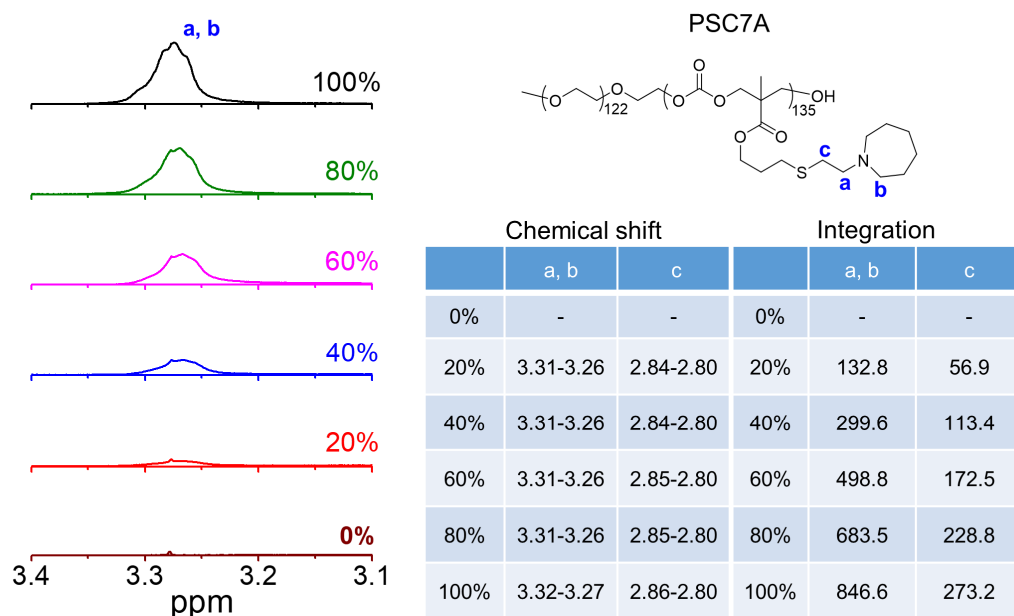 a, b
100%
80%
60%
40%
20%
0%
3.4 3.3 3.2 3.1
ppm
PSC7A
O
O O O O 122 O 135 OH
O
O
c
S N
a b
Chemical shift Integration
a, b c a, b c
0% - - 0% - -
20% 3.31-3.26 2.84-2.80 20% 132.8 56.9
40% 3.31-3.26 2.84-2.80 40% 299.6 113.4
60% 3.31-3.26 2.85-2.80 60% 498.8 172.5
80% 3.31-3.26 2.85-2.80 80% 683.5 228.8
100% 3.32-3.27 2.86-2.80 100% 846.6 273.2